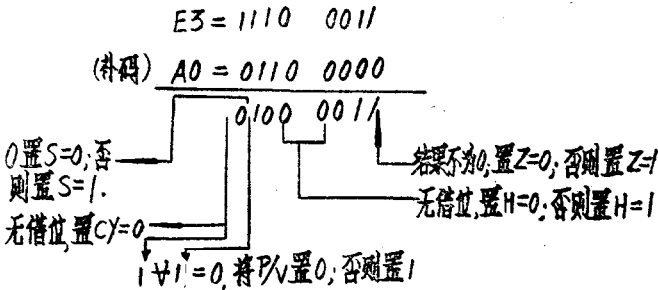 E3 = 1110 0011
(补码) A0 = 0110 0000
0100 0011
0置S=0;否
则置S=1.
结果不为0,置Z=0;否则置Z=1
无借位,置H=0;否则置H=1
无借位,置CY=0
1∀1=0,将P/V置0;否则置1